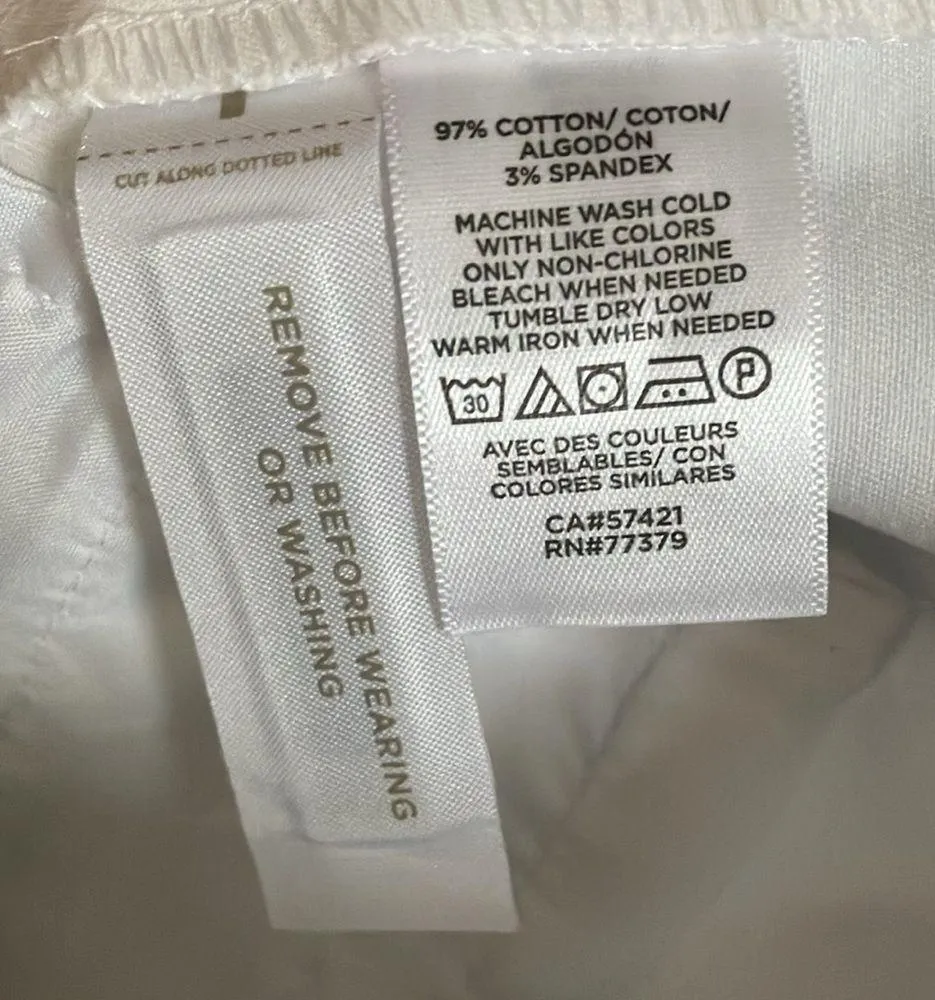 CUT ALONG DOTTED LINE
REMOVE BEFORE WEARING
OR WASHING
97% COTTON/ COTON/
ALGODÓN
3% SPANDEX
MACHINE WASH COLD
WITH LIKE COLORS
ONLY NON-CHLORINE
BLEACH WHEN NEEDED
TUMBLE DRY LOW
WARM IRON WHEN NEEDED
30 P
AVEC DES COULEURS
SEMBLABLES/ CON
COLORES SIMILARES
CA#57421
RN#77379